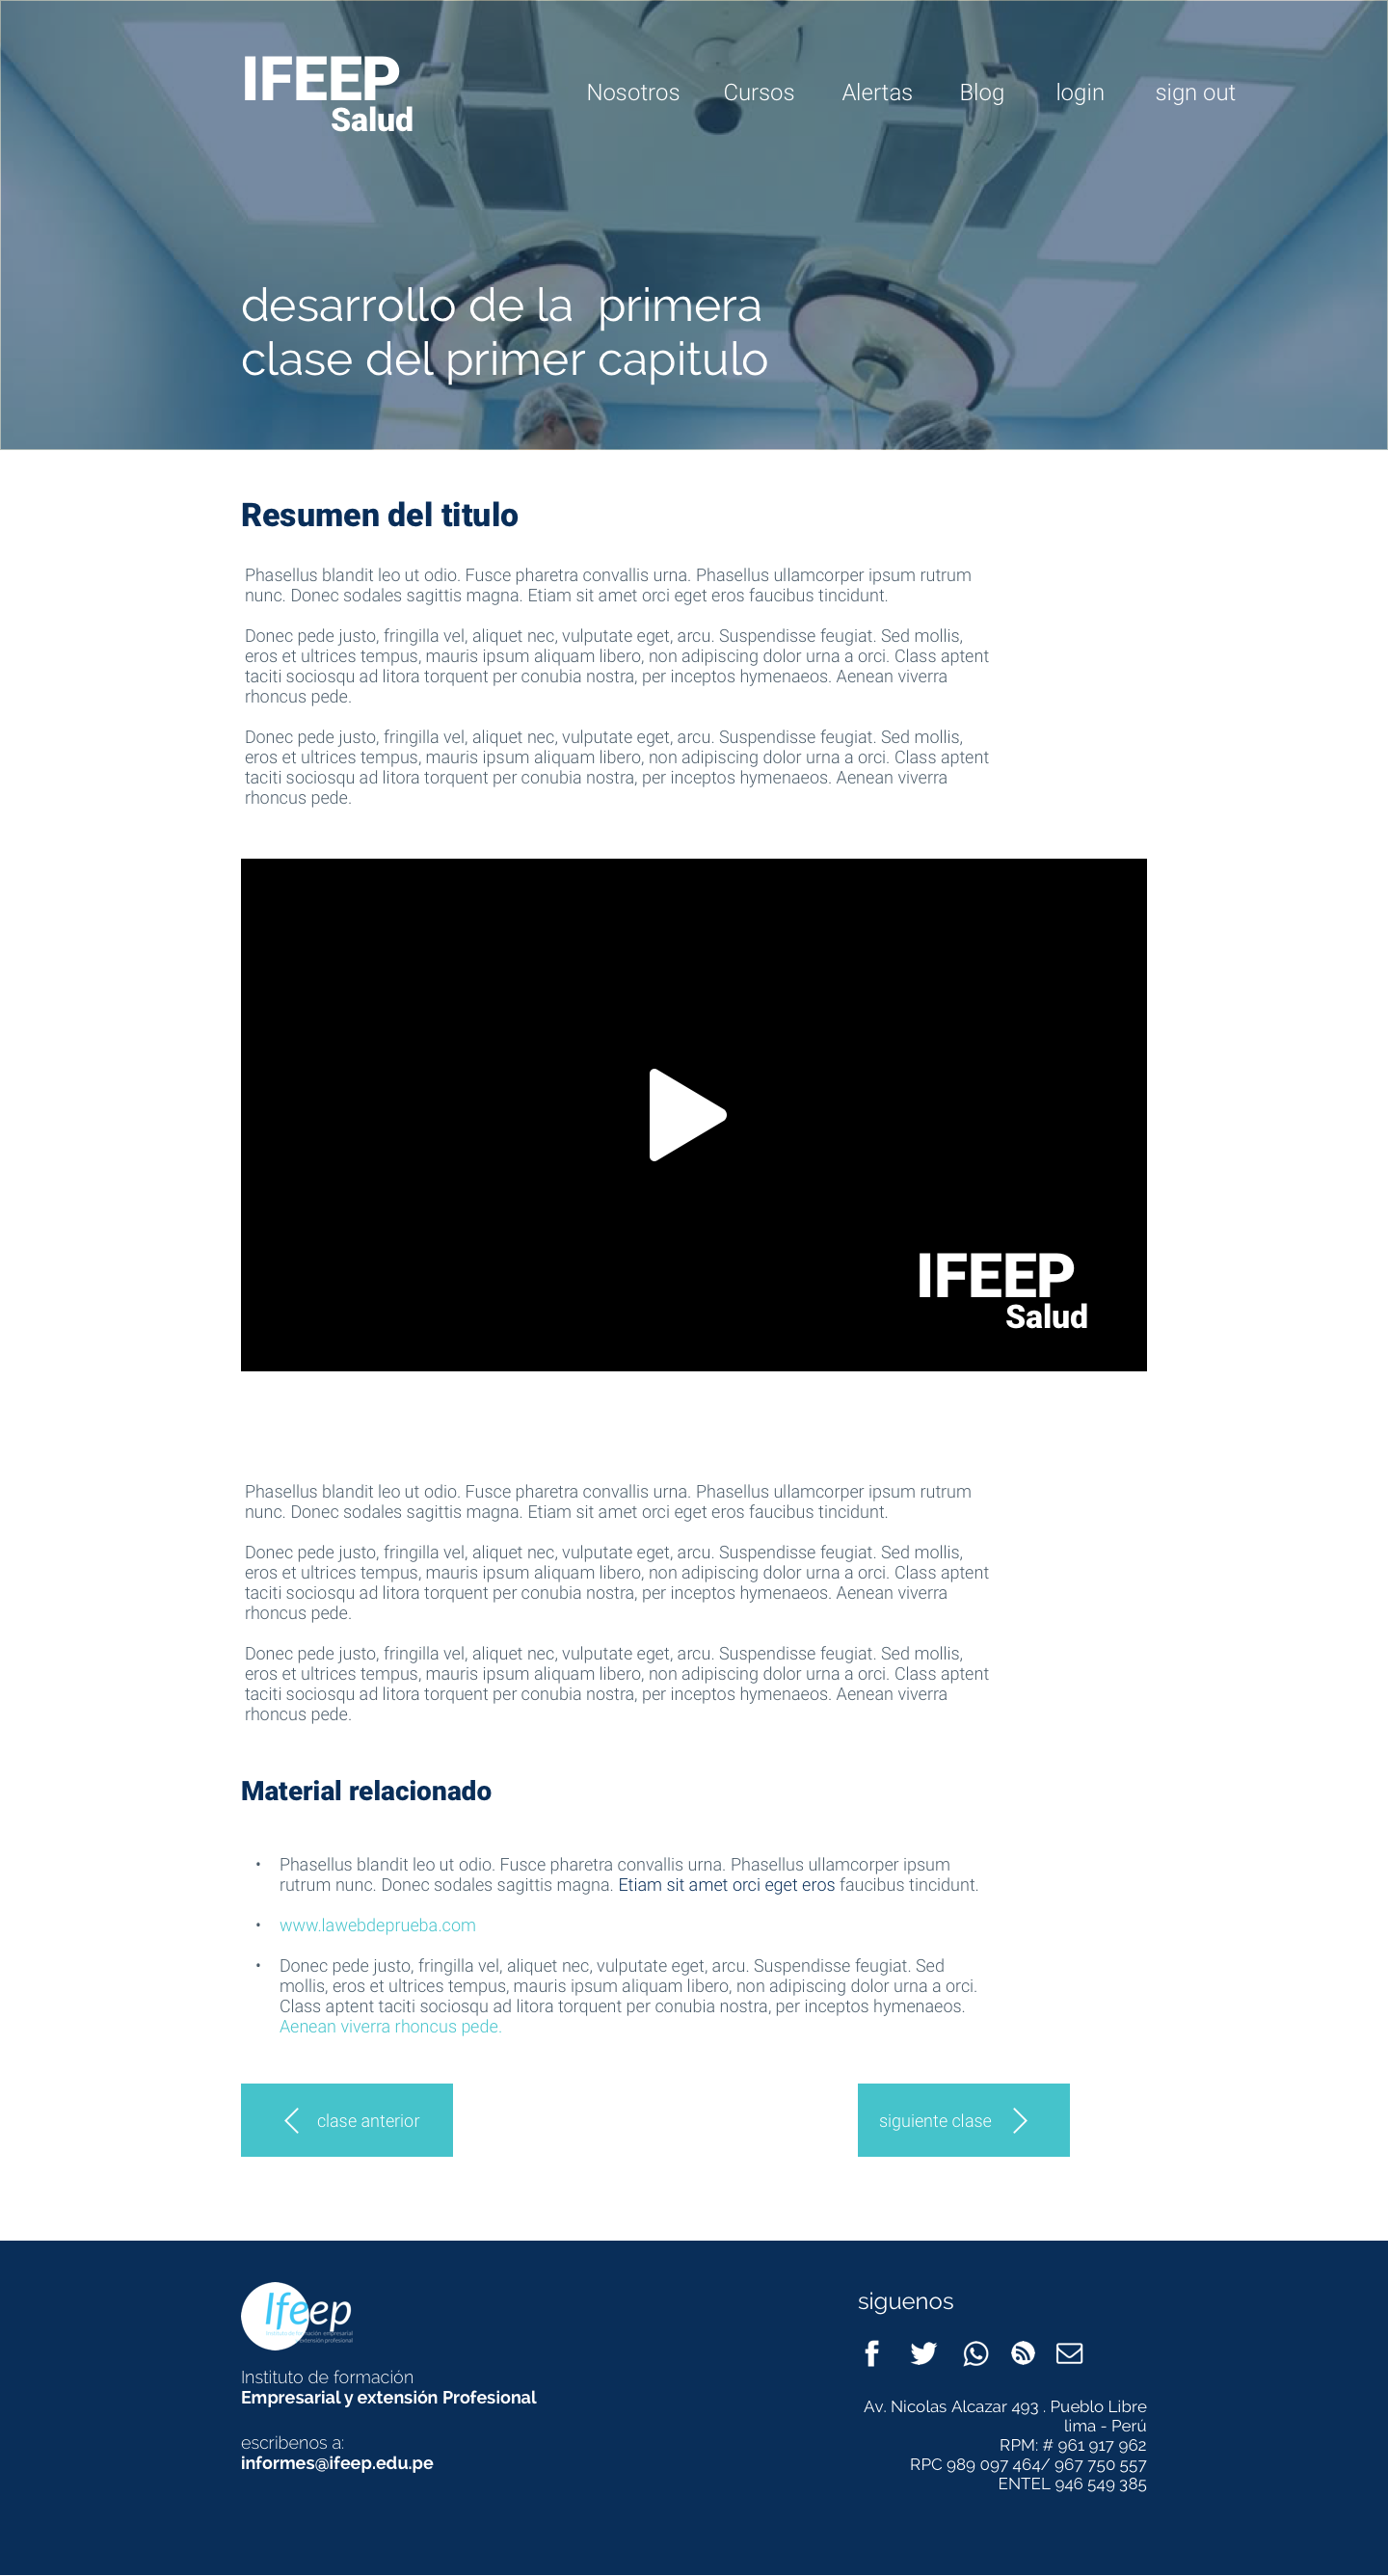 IFEEP
Salud
Nosotros Cursos Alertas Blog login sign out
desarrollo de la primera
clase del primer capitulo
Resumen del titulo
Phasellus blandit leo ut odio. Fusce pharetra convallis urna. Phasellus ullamcorper ipsum rutrum
nunc. Donec sodales sagittis magna. Etiam sit amet orci eget eros faucibus tincidunt.
Donec pede justo, fringilla vel, aliquet nec, vulputate eget, arcu. Suspendisse feugiat. Sed mollis,
eros et ultrices tempus, mauris ipsum aliquam libero, non adipiscing dolor urna a orci. Class aptent
taciti sociosqu ad litora torquent per conubia nostra, per inceptos hymenaeos. Aenean viverra
rhoncus pede.
Donec pede justo, fringilla vel, aliquet nec, vulputate eget, arcu. Suspendisse feugiat. Sed mollis,
eros et ultrices tempus, mauris ipsum aliquam libero, non adipiscing dolor urna a orci. Class aptent
taciti sociosqu ad litora torquent per conubia nostra, per inceptos hymenaeos. Aenean viverra
rhoncus pede.
IFEEP
Salud
Phasellus blandit leo ut odio. Fusce pharetra convallis urna. Phasellus ullamcorper ipsum rutrum
nunc. Donec sodales sagittis magna. Etiam sit amet orci eget eros faucibus tincidunt.
Donec pede justo, fringilla vel, aliquet nec, vulputate eget, arcu. Suspendisse feugiat. Sed mollis,
eros et ultrices tempus, mauris ipsum aliquam libero, non adipiscing dolor urna a orci. Class aptent
taciti sociosqu ad litora torquent per conubia nostra, per inceptos hymenaeos. Aenean viverra
rhoncus pede.
Donec pede justo, fringilla vel, aliquet nec, vulputate eget, arcu. Suspendisse feugiat. Sed mollis,
eros et ultrices tempus, mauris ipsum aliquam libero, non adipiscing dolor urna a orci. Class aptent
taciti sociosqu ad litora torquent per conubia nostra, per inceptos hymenaeos. Aenean viverra
rhoncus pede.
Material relacionado
• Phasellus blandit leo ut odio. Fusce pharetra convallis urna. Phasellus ullamcorper ipsum
rutrum nunc. Donec sodales sagittis magna. Etiam sit amet orci eget eros faucibus tincidunt.
• www.lawebdeprueba.com
• Donec pede justo, fringilla vel, aliquet nec, vulputate eget, arcu. Suspendisse feugiat. Sed
mollis, eros et ultrices tempus, mauris ipsum aliquam libero, non adipiscing dolor urna a orci.
Class aptent taciti sociosqu ad litora torquent per conubia nostra, per inceptos hymenaeos.
Aenean viverra rhoncus pede.
clase anterior
siguiente clase
Ifeep
Instituto de formación
Empresarial y extensión Profesional
escribenos a:
informes@ifeep.edu.pe
siguenos
Av. Nicolas Alcazar 493 . Pueblo Libre
lima - Perú
RPM: # 961 917 962
RPC 989 097 464/ 967 750 557
ENTEL 946 549 385